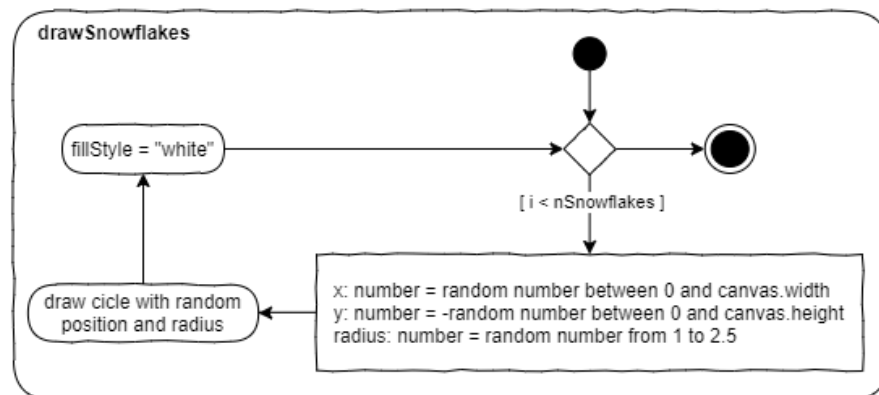 drawSnowflakes
fillStyle = "white"
[ i < nSnowflakes ]
draw cicle with random
position and radius
x: number = random number between 0 and canvas.width
y: number = -random number between 0 and canvas.height
radius: number = random number from 1 to 2.5